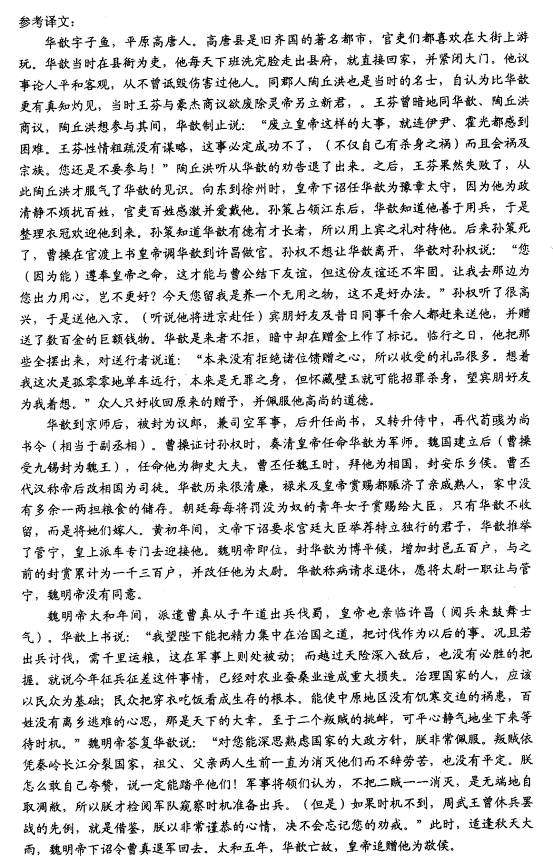 参考译文：
华歆字子鱼，平原高唐人。高唐县是旧齐国的著名都市，官吏们都喜欢在大街上游
玩。华歆当时在县衙为吏，他每天下班洗完脸走出县府，就直接回家，并紧闭大门。他议
事论人平和客观，从不曾诋毁伤害过他人。同郡人陶丘洪也是当时的名士，自认为比华歆
更有真知灼见，当时王芬与豪杰商议欲废除灵帝另立新君，。王芬曾暗地同华歆、陶丘洪
商议，陶丘洪想参与其间，华歆制止说：“废立皇帝这样的大事，就连伊尹、霍光都感到
困难。王芬性情粗疏没有谋略，这事必定成功不了，（不仅自己有杀身之祸）而且会祸及
宗族。您还是不要参与！”陶丘洪听从华歆的劝告退了出来。之后，王芬果然失败了，从
此陶丘洪才服气了华歆的见识。向东到徐州时，皇帝下诏任华歆为豫章太守，因为他为政
清静不烦扰百姓，官吏百姓感激并爱戴他。孙策占领江东后，华歆知道他善于用兵，于是
整理衣冠欢迎他到来。孙策知道华歆有德有才长者，所以用上宾之礼对待他。后来孙策死
了，曹操在官渡上书皇帝调华歆到许昌做官。孙权不想让华歆离开，华歆对孙权说：“您
（因为能）遵奉皇帝之命，这才能与曹公结下友谊，但这份友谊还不牢固。让我去那边为
您出力用心，岂不更好？今天您留我是养一个无用之物，这不是好办法。”孙权听了很高
兴，于是送他入京。（听说他将进京赴任）宾朋好友及昔日同事千余人都赶来送他，并赠
送了数百金的巨额钱物。华歆是来者不拒，暗中却在赠金上作了标记。临行之日，他把那
些全摆出来，对送行者说道：“本来没有拒绝诸位馈赠之心，所以收受的礼品很多。想着
我这次是孤零零地单车远行，本来是无罪之身，但怀藏璧玉就可能招罪杀身，望宾朋好友
为我着想。”众人只好收回原来的赠予，并佩服他高尚的道德。
华歆到京师后，被封为议郎，兼司空军事，后升任尚书，又转升侍中，再代荀彧为尚
书令（相当于副丞相）。曹操征讨孙权时，奏请皇帝任命华歆为军师。魏国建立后（曹操
受九锡封为魏王），任命他为御史大夫，曹丕任魏王时，拜他为相国，封安乐乡侯。曹丕
代汉称帝后改相国为司徒。华歆历来很清廉，禄米及皇帝赏赐都赈济了亲戚熟人，家中没
有多余一两担粮食的储存。朝廷每每将罚没为奴的青年女子赏赐给大臣，只有华歆不收
留，而是将她们嫁人。黄初年间，文帝下诏要求宫廷大臣举荐特立独行的君子，华歆推举
了管宁，皇上派车专门去迎接他。魏明帝即位，封华歆为博平候，增加封邑五百户，与之
前的封赏累计为一千三百户，并改任他为太尉。华歆称病请求退休，愿将太尉一职让与管
宁，魏明帝没有同意。
魏明帝太和年间，派遣曹真从子午道出兵伐蜀，皇帝也亲临许昌（阅兵来鼓舞士
气）。华歆上书说：“我望陛下能把精力集中在治国之道，把讨伐作为以后的事。况且若
出兵讨伐，需千里运粮，这在军事上则处被动；而越过天险深入敌后，也没有必胜的把
握。就说今年征兵征差这件事情，已经对农业蚕桑业造成重大损失。治理国家的人，应该
以民众为基础；民众把穿衣吃饭看成生存的根本。能使中原地区没有饥寒交迫的祸患，百
姓没有离乡逃难的心思，那是天下的大幸。至于二个叛贼的挑衅，可平心静气地坐下来等
待时机。”魏明帝答复华歆说：“对您能深思熟虑国家的大政方针，朕非常佩服。叛贼依
凭秦岭长江分裂国家，祖父、父亲两人生前一直为消灭他们而不辞劳苦，也没有平定。朕
怎么敢自己夸赞，说一定能踏平他们！军事将领们认为，不把二贼一一消灭，是无端地自
取凋敝，所以朕才检阅军队窥察时机准备出兵。（但是）如果时机不到，周武王曾休兵罢
战的先例，就是借鉴，朕以非常谨恭的心情，决不会忘记您的劝戒。”此时，适逢秋天大
雨，魏明帝下诏令曹真退军回去。太和五年，华歆亡故，皇帝追赠他为敬侯。